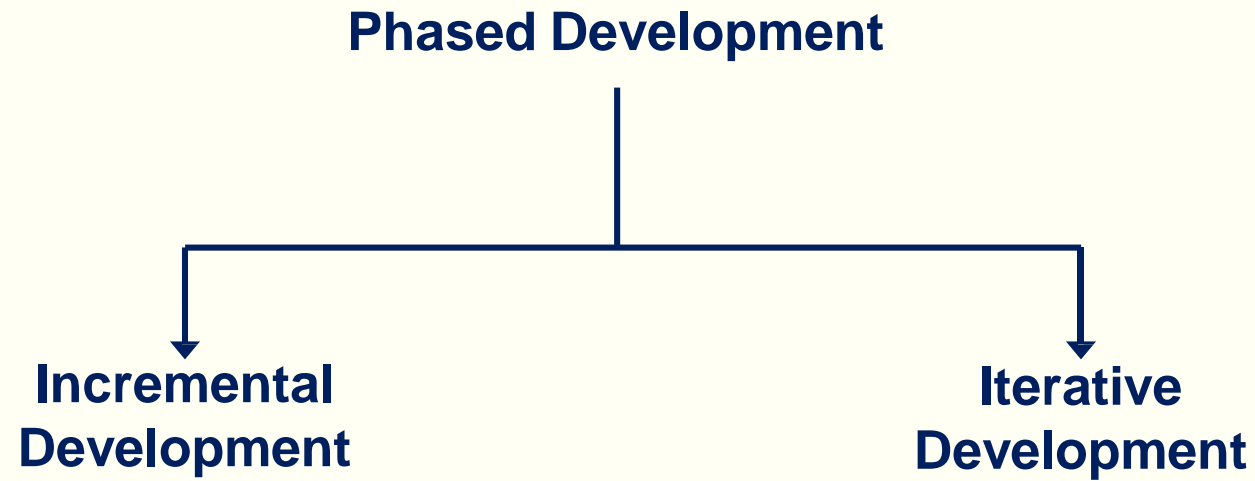 Phased Development
Incremental
Development
Iterative
Development